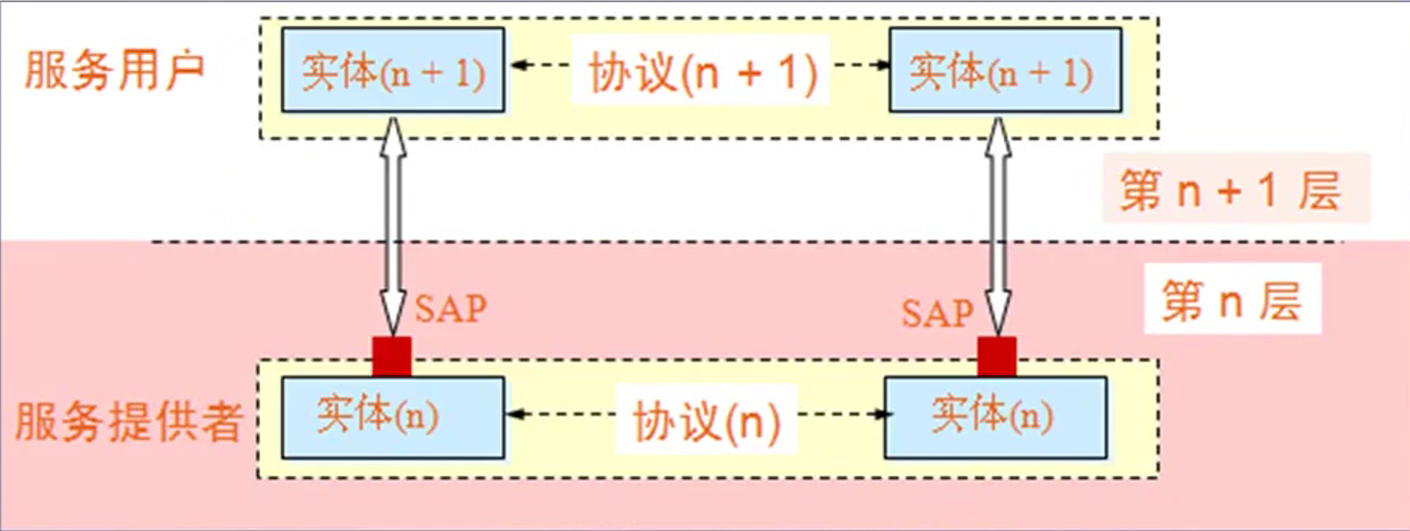 服务用户
实体(n + 1)
协议(n + 1)
实体(n + 1)
第 n + 1 层
第 n 层
SAP
SAP
服务提供者
实体(n)
协议(n)
实体(n)